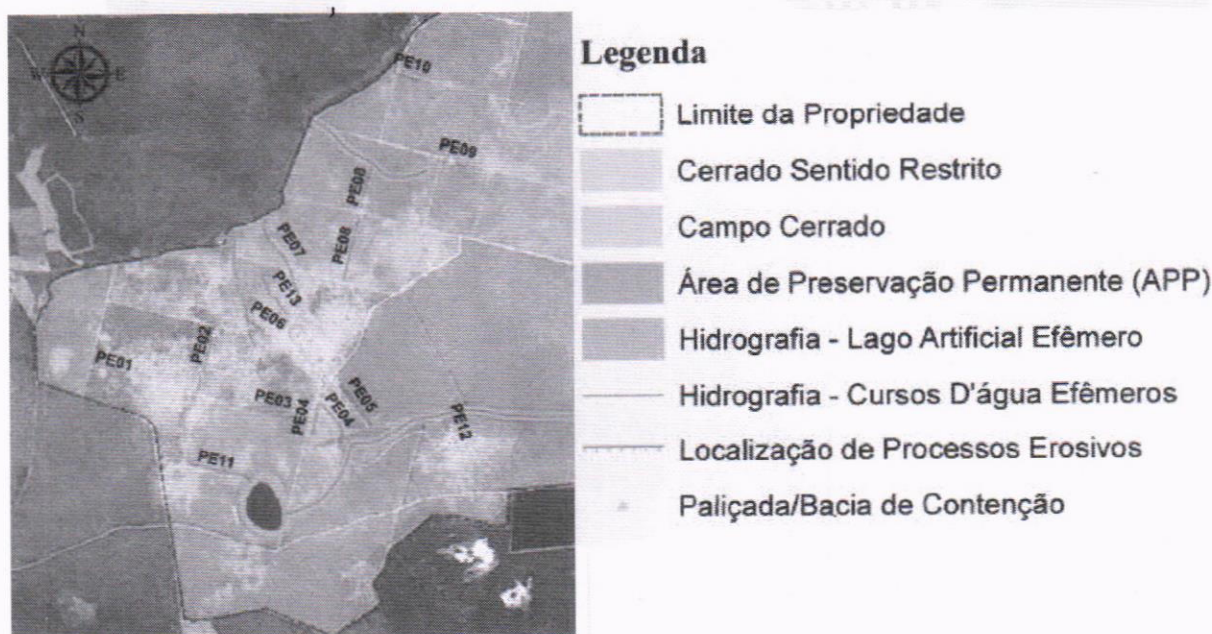 N
W E
S
PE10
PE09
PE08
PE07
PE08
PE13
PE06
PE02
PE01
PE03
PE04
PE04
PE05
PE12
PE11
Legenda
Limite da Propriedade
Cerrado Sentido Restrito
Campo Cerrado
Área de Preservação Permanente (APP)
Hidrografia - Lago Artificial Efêmero
Hidrografia - Cursos D'água Efêmeros
Localização de Processos Erosivos
Paliçada/Bacia de Contenção